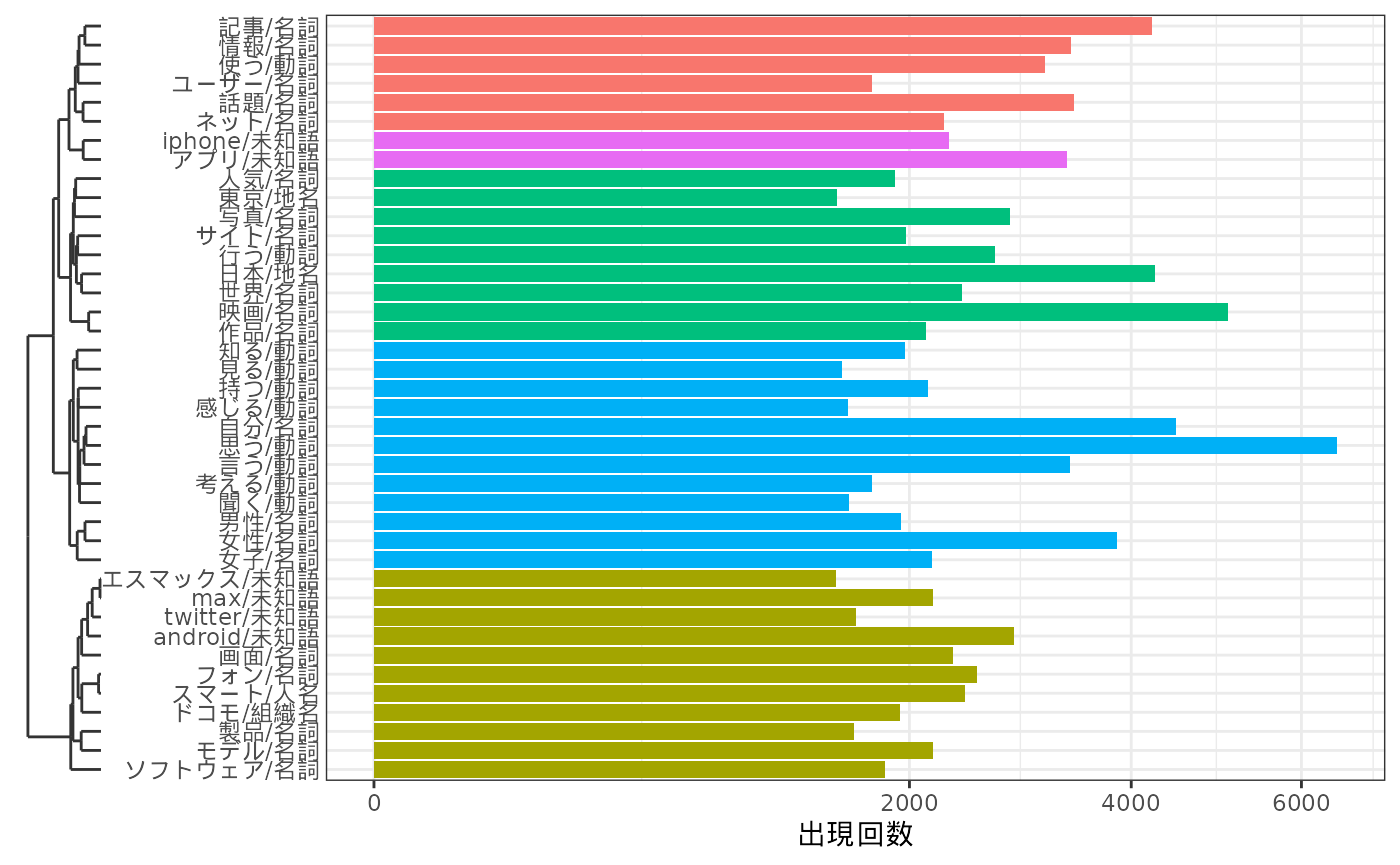 記事/名詞
情報/名詞
使う/動詞
ユーザー/名詞
話題/名詞
ネット/名詞
iphone/未知語
アプリ/未知語
人気/名詞
東京/地名
写真/名詞
サイト/名詞
行う/動詞
日本/地名
世界/名詞
映画/名詞
作品/名詞
知る/動詞
見る/動詞
持つ/動詞
感じる/動詞
自分/名詞
思う/動詞
言う/動詞
考える/動詞
聞く/動詞
男性/名詞
女性/名詞
女子/名詞
エスマックス/未知語
max/未知語
twitter/未知語
android/未知語
画面/名詞
フォン/名詞
スマート/人名
ドコモ/組織名
製品/名詞
モデル/名詞
ソフトウェア/名詞
0 2000 4000 6000
出現回数